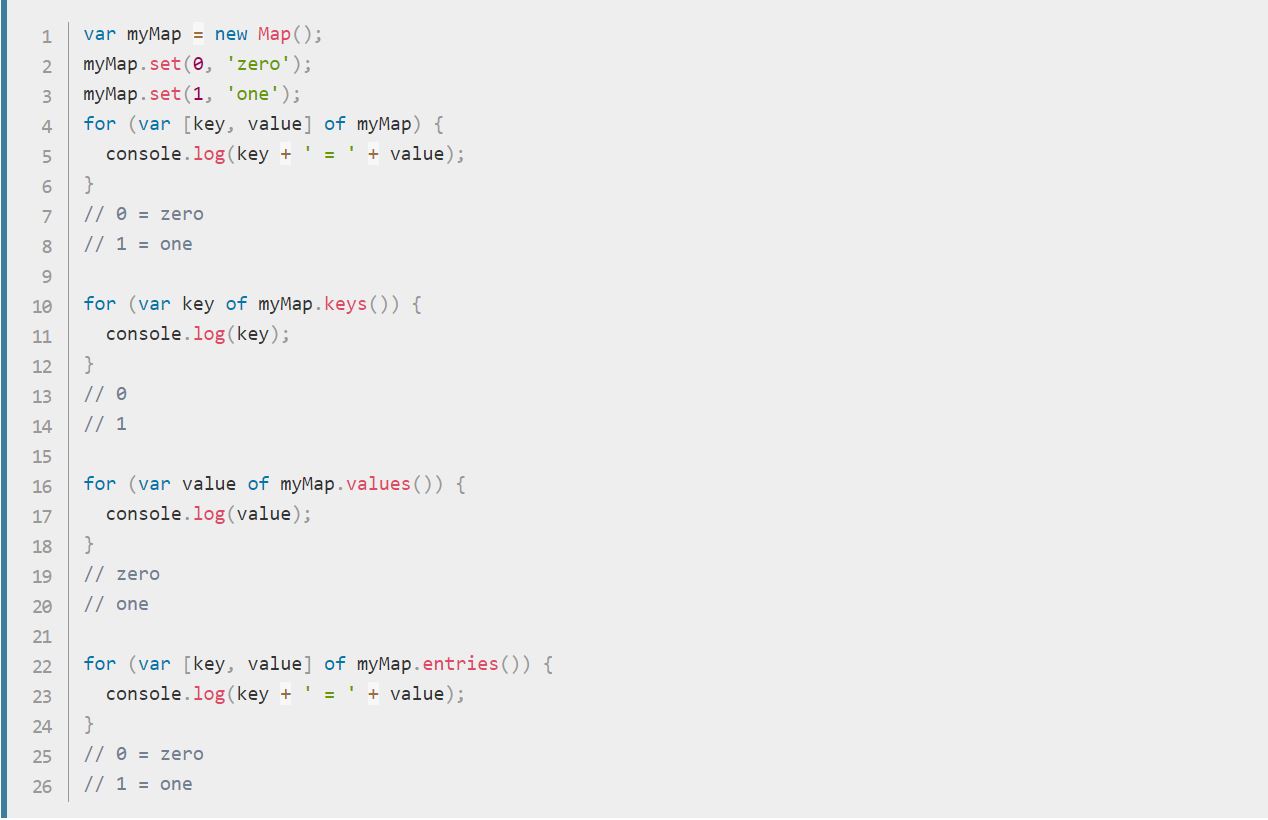 1 var myMap = new Map();
2 myMap.set(0, 'zero');
3 myMap.set(1, 'one');
4 for (var [key, value] of myMap) {
5   console.log(key + ' = ' + value);
6 }
7 // 0 = zero
8 // 1 = one
9
10 for (var key of myMap.keys()) {
11   console.log(key);
12 }
13 // 0
14 // 1
15
16 for (var value of myMap.values()) {
17   console.log(value);
18 }
19 // zero
20 // one
21
22 for (var [key, value] of myMap.entries()) {
23   console.log(key + ' = ' + value);
24 }
25 // 0 = zero
26 // 1 = one